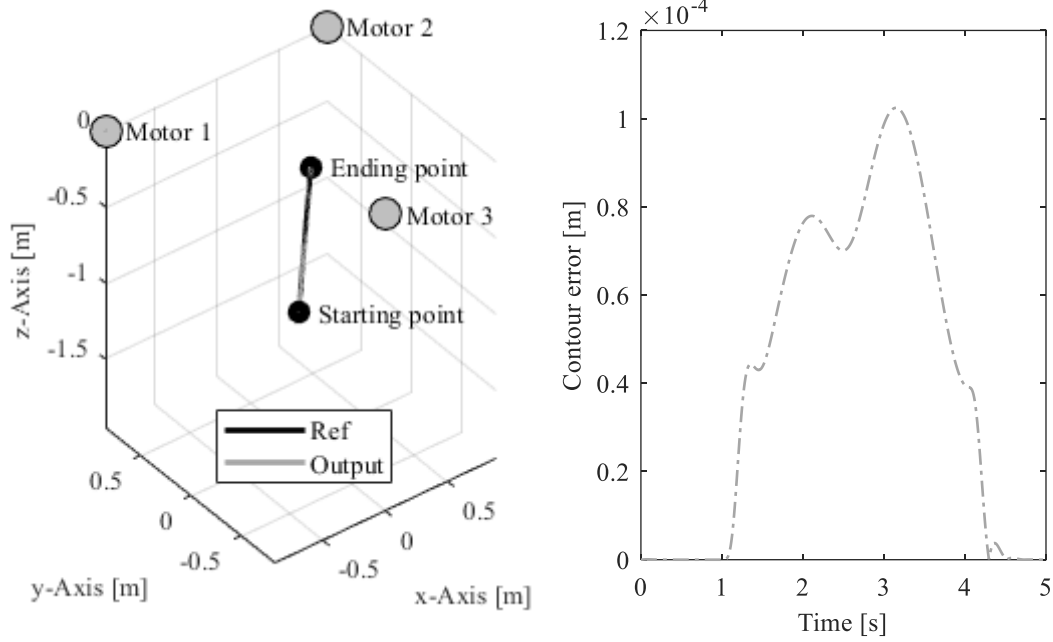 Motor 2
0
Motor 1
Ending point
-0.5
Motor 3
-1
z-Axis [m]
Starting point
-1.5
Ref
Output
0.5
0
-0.5
y-Axis [m]
-0.5
0
0.5
x-Axis [m]
×10⁻⁴
1.2
1
0.8
0.6
0.4
0.2
0
Contour error [m]
0 1 2 3 4 5
Time [s]